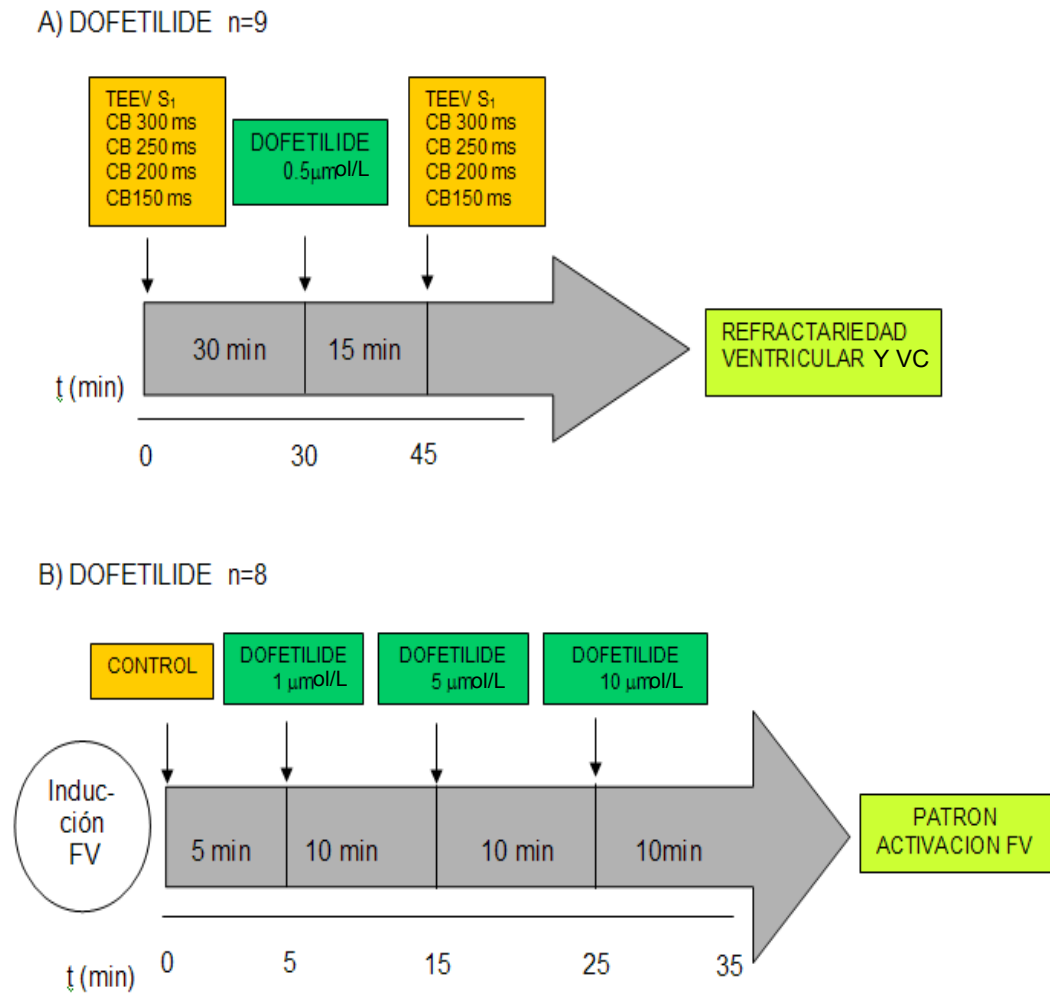 A) DOFETILIDE n=9
TEEV S₁
CB 300 ms
CB 250 ms
CB 200 ms
CB150 ms
DOFETILIDE
0.5μmol/L
TEEV S₁
CB 300 ms
CB 250 ms
CB 200 ms
CB150 ms
30 min
15 min
REFRACTARIEDAD
VENTRICULAR Y VC
t (min)
0
30
45
B) DOFETILIDE n=8
CONTROL
DOFETILIDE
1 μmol/L
DOFETILIDE
5 μmol/L
DOFETILIDE
10 μmol/L
Induc-
ción
FV
5 min
10 min
10 min
10min
PATRON
ACTIVACION FV
t (min)
0
5
15
25
35